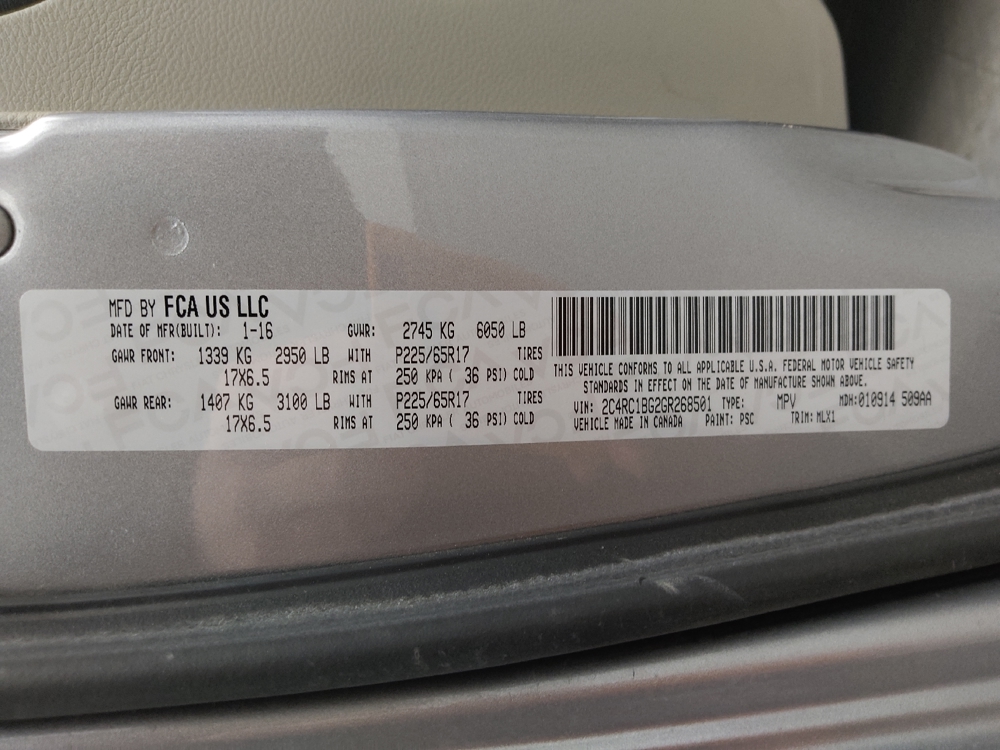 MFD BY FCA US LLC
DATE OF MFR(BUILT): 1-16 GVWR: 2745 KG 6050 LB
GAWR FRONT: 1339 KG 2950 LB WITH P225/65R17 TIRES
17X6.5 RIMS AT 250 KPA ( 36 PSI) COLD
GAWR REAR: 1407 KG 3100 LB WITH P225/65R17 TIRES
17X6.5 RIMS AT 250 KPA ( 36 PSI) COLD
THIS VEHICLE CONFORMS TO ALL APPLICABLE U.S.A. FEDERAL MOTOR VEHICLE SAFETY
STANDARDS IN EFFECT ON THE DATE OF MANUFACTURE SHOWN ABOVE.
VIN: 2C4RC1BG2GR268501 TYPE: MPV MDH:010914 509AA
VEHICLE MADE IN CANADA PAINT: PSC TRIM: MLX1